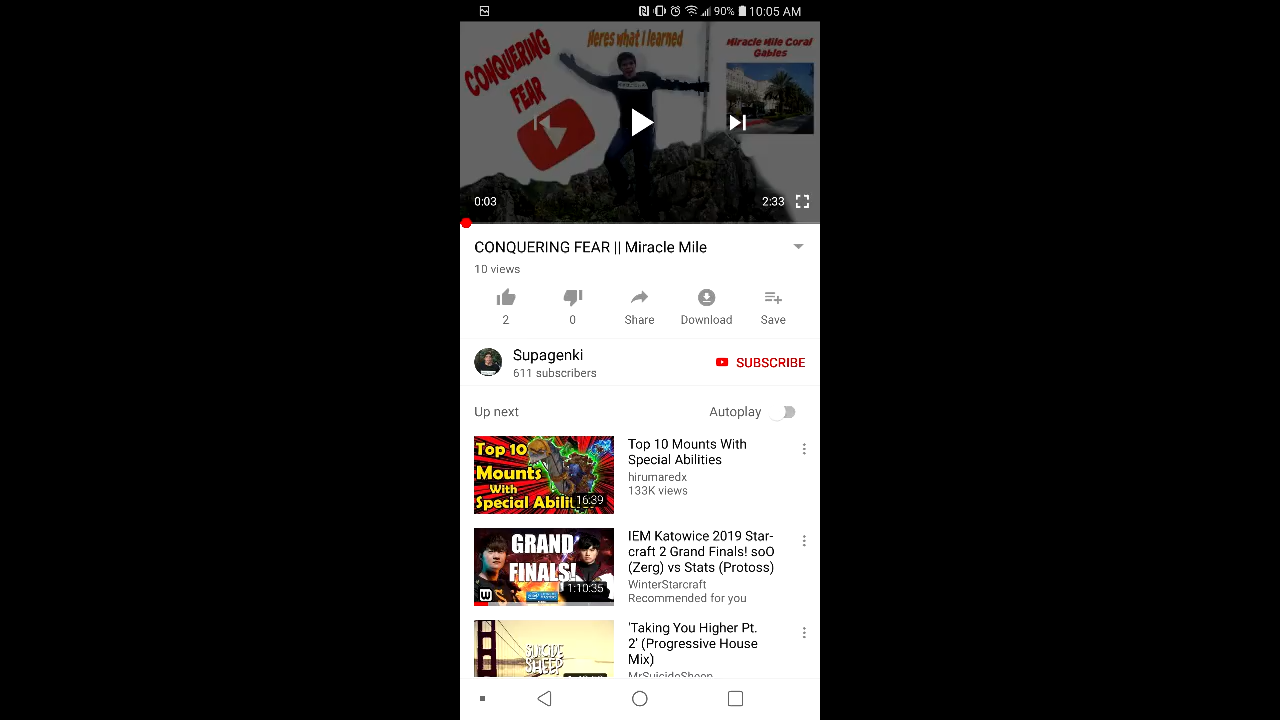 90% 10:05 AM
CONQUERING FEAR
Heres what I learned
Miracle Mile Coral Gables
0:03
2:33
CONQUERING FEAR || Miracle Mile
10 views
2
0
Share
Download
Save
Supagenki
611 subscribers
SUBSCRIBE
Up next
Autoplay
Top 10
Mounts
With
Special Abili
16:39
Top 10 Mounts With
Special Abilities
hirumaredx
133K views
GRAND
FINALS!
1:10:35
IEM Katowice 2019 Star-
craft 2 Grand Finals! soO
(Zerg) vs Stats (Protoss)
WinterStarcraft
Recommended for you
SUICIDE
SHEEP
'Taking You Higher Pt.
2' (Progressive House
Mix)
MrSuicideSheep